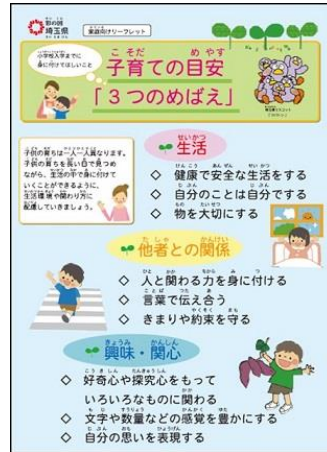 彩の国
埼玉県
家庭向けリーフレット
小学校入学までに
身に付けてほしいこと
子育ての目安
「3つのめばえ」
子供の育ちは一人一人異なります。
子供の育ちを長い目で見つめ
ながら、生活の中で身に付けて
いくことができるように、
生活環境や関わり方に
配慮していきましょう。
生活
◇ 健康で安全な生活をする
◇ 自分のことは自分でする
◇ 物を大切にする
他者との関係
◇ 人と関わる力を身に付ける
◇ 言葉で伝え合う
◇ きまりや約束を守る
興味・関心
◇ 好奇心や探究心をもって
いろいろなものに関わる
◇ 文字や数量などの感覚を豊かにする
◇ 自分の思いを表現する